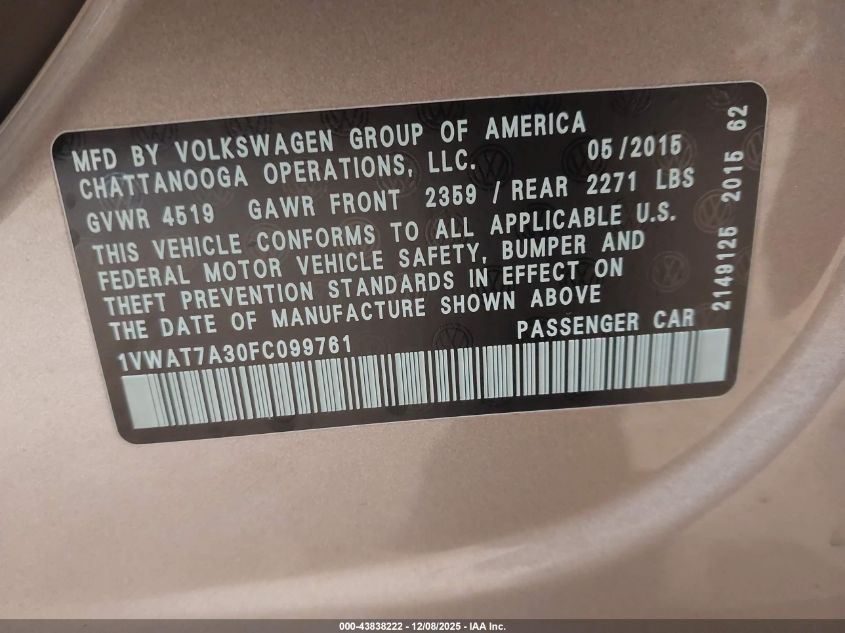 MFD BY VOLKSWAGEN GROUP OF AMERICA
CHATTANOOGA OPERATIONS, LLC. 05/2015
GVWR 4519 GAWR FRONT 2359 / REAR 2271 LBS
THIS VEHICLE CONFORMS TO ALL APPLICABLE U.S.
FEDERAL MOTOR VEHICLE SAFETY, BUMPER AND
THEFT PREVENTION STANDARDS IN EFFECT ON
THE DATE OF MANUFACTURE SHOWN ABOVE
1VWAT7A30FC099761 PASSENGER CAR
2149125 2015 62
000-43838222 - 12/08/2025 - IAA Inc.